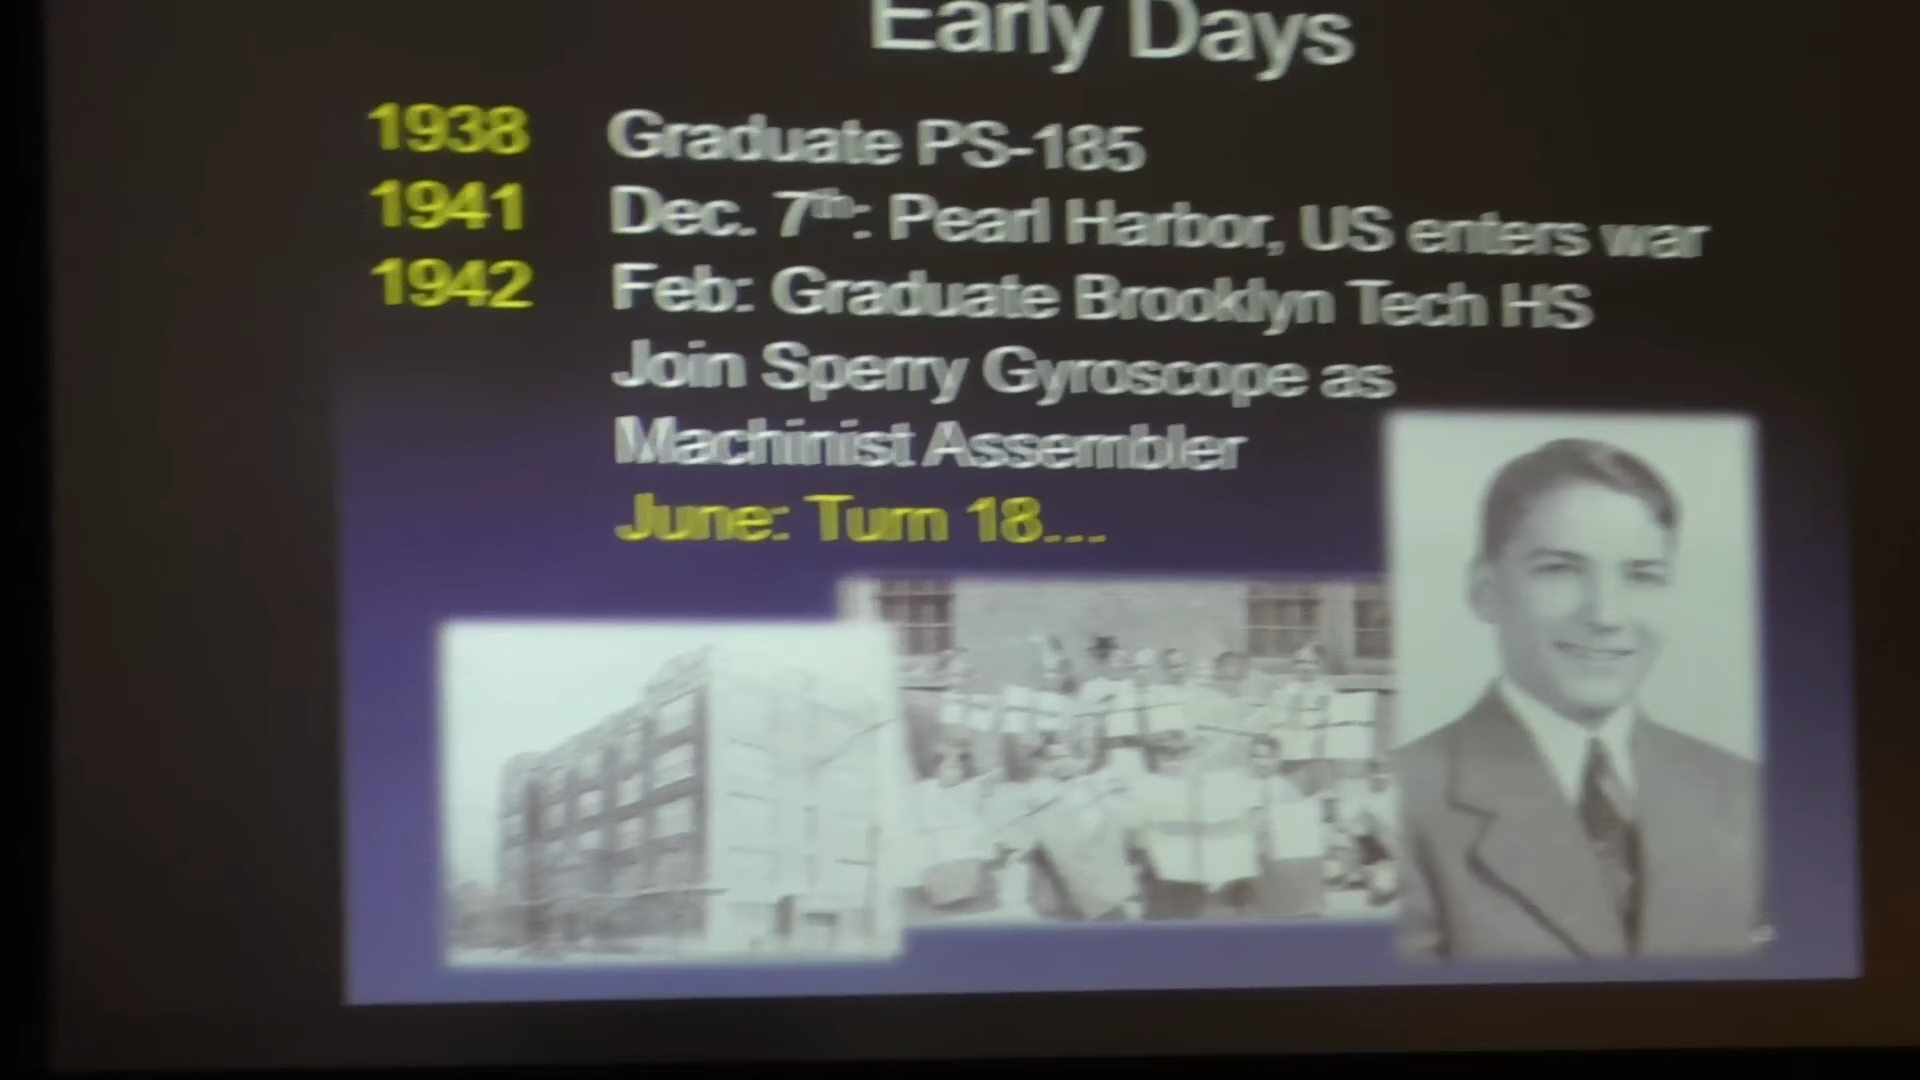 Early Days
1938 Graduate PS-185
1941 Dec. 7th: Pearl Harbor, US enters war
1942 Feb: Graduate Brooklyn Tech HS
Join Sperry Gyroscope as
Machinist Assembler
June: Turn 18...